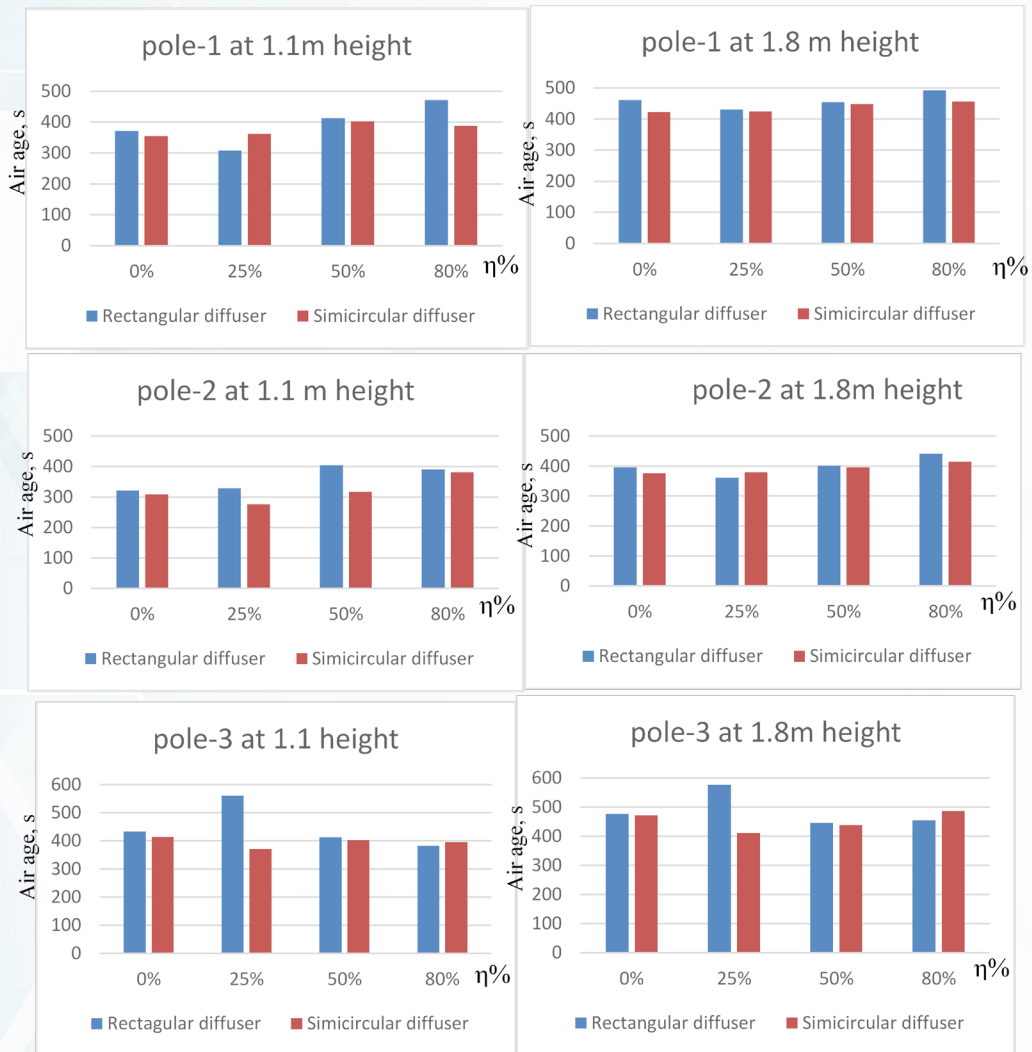 pole-1 at 1.1m height
Air age, s
500
400
300
200
100
0
0% 25% 50% 80% η%
Rectangular diffuser Simicircular diffuser
pole-1 at 1.8 m height
Air age, s
500
400
300
200
100
0
0% 25% 50% 80% η%
Rectangular diffuser Simicircular diffuser
pole-2 at 1.1 m height
Air age, s
500
400
300
200
100
0
0% 25% 50% 80% η%
Rectangular diffuser Simicircular diffuser
pole-2 at 1.8m height
Air age, s
500
400
300
200
100
0
0% 25% 50% 80% η%
Rectangular diffuser Simicircular diffuser
pole-3 at 1.1 height
Air age, s
600
500
400
300
200
100
0
0% 25% 50% 80% η%
Rectagular diffuser Simicircular diffuser
pole-3 at 1.8m height
Air age, s
600
500
400
300
200
100
0
0% 25% 50% 80% η%
Rectangular diffuser Simicircular diffuser